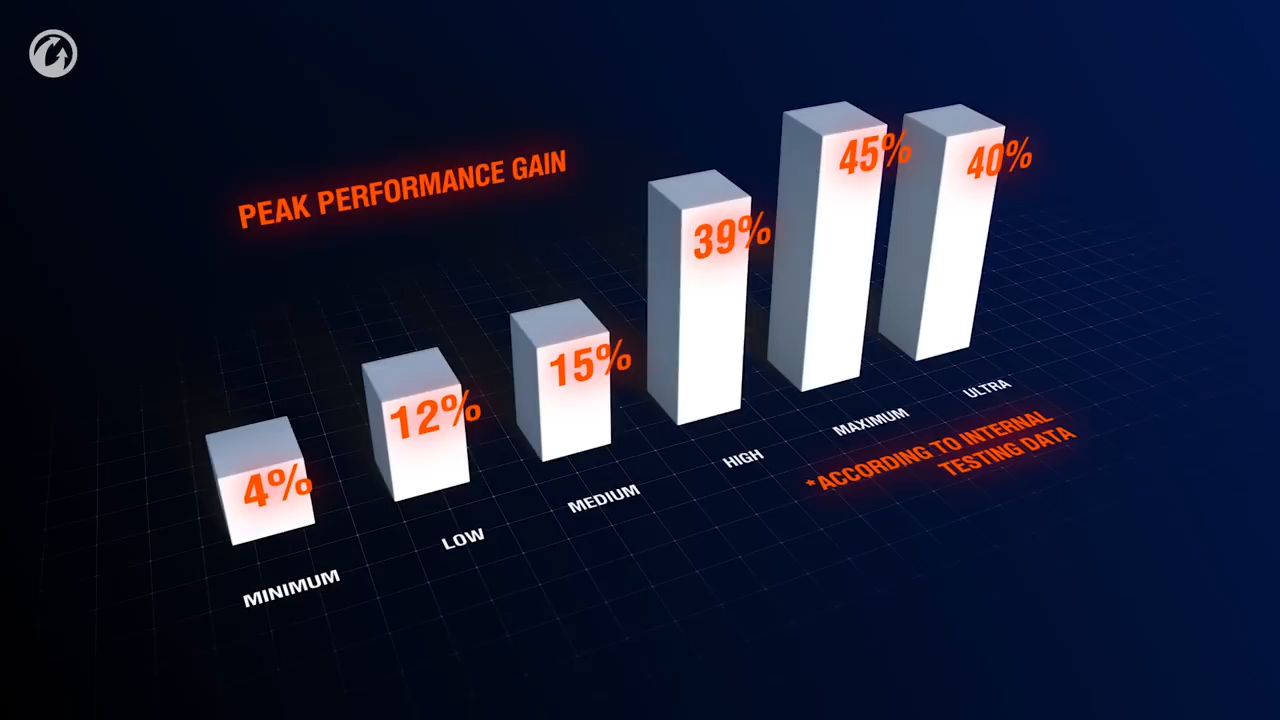 PEAK PERFORMANCE GAIN
4%
12%
15%
39%
45%
40%
MINIMUM
LOW
MEDIUM
HIGH
MAXIMUM
ULTRA
*ACCORDING TO INTERNAL
TESTING DATA